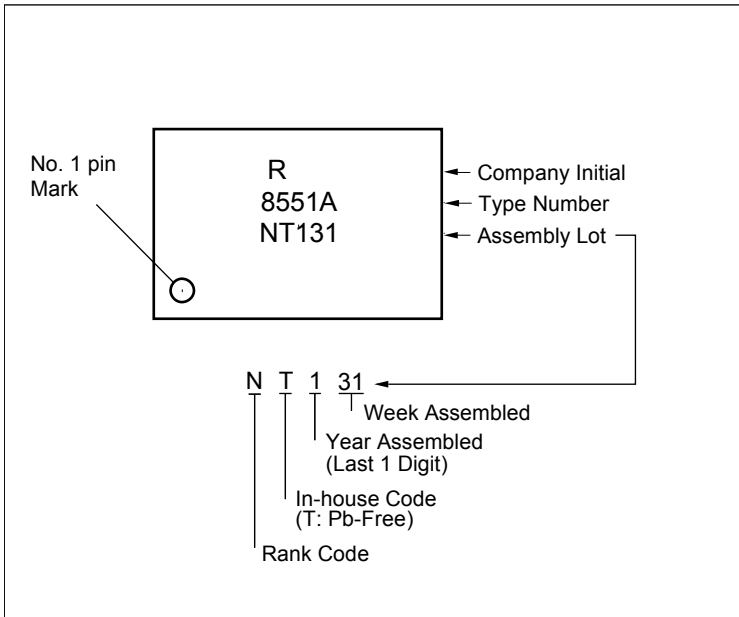 No. 1 pin
Mark
R
8551A
NT131
Company Initial
Type Number
Assembly Lot
N T 1 31
Week Assembled
Year Assembled
(Last 1 Digit)
In-house Code
(T: Pb-Free)
Rank Code